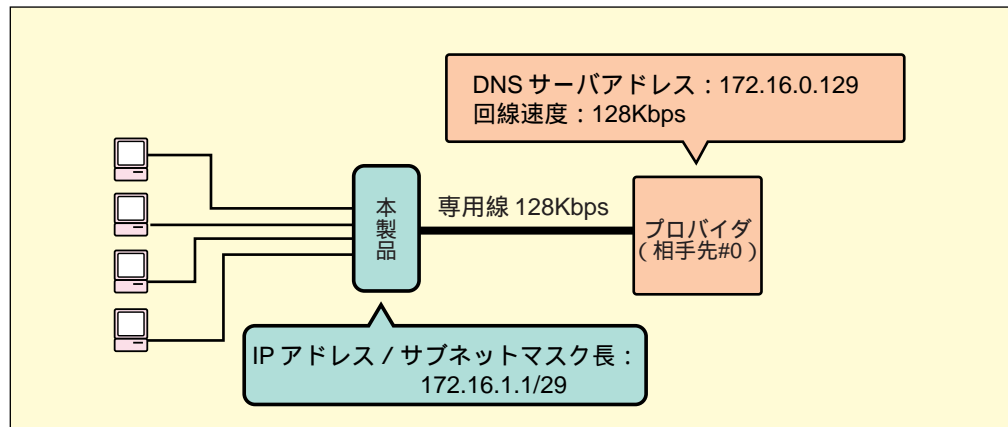 DNS サーバアドレス：172.16.0.129
回線速度：128Kbps
本製品
専用線 128Kbps
プロバイダ
(相手先#0)
IP アドレス / サブネットマスク長：
172.16.1.1/29